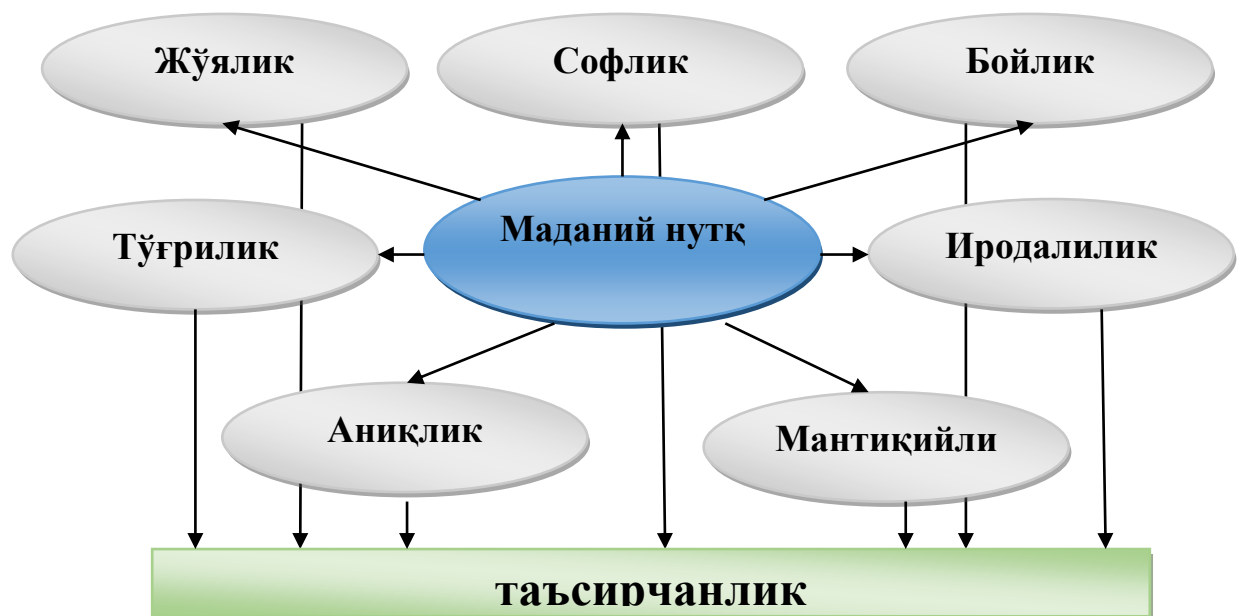 Жўялик
Софлик
Бойлик
Маданий нутқ
Тўғрилик
Иродалилик
Аниқлик
Мантиқийли
таъсирчанлик